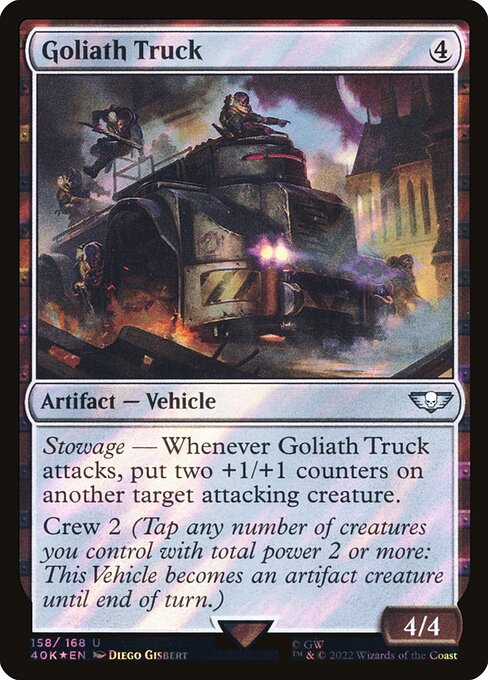 Goliath Truck 4
Artifact — Vehicle
Stowage — Whenever Goliath Truck
attacks, put two +1/+1 counters on
another target attacking creature.
Crew 2 (Tap any number of creatures
you control with total power 2 or more:
This Vehicle becomes an artifact creature
until end of turn.)
4/4
158/ 168 U
40K★EN Diego Gisbert
© GW
™ & © 2022 Wizards of the Coast